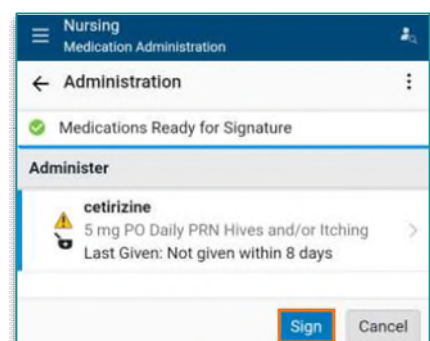 Nursing
Medication Administration
Administration
Medications Ready for Signature
Administer
cetirizine
5 mg PO Daily PRN Hives and/or Itching
Last Given: Not given within 8 days
Sign Cancel